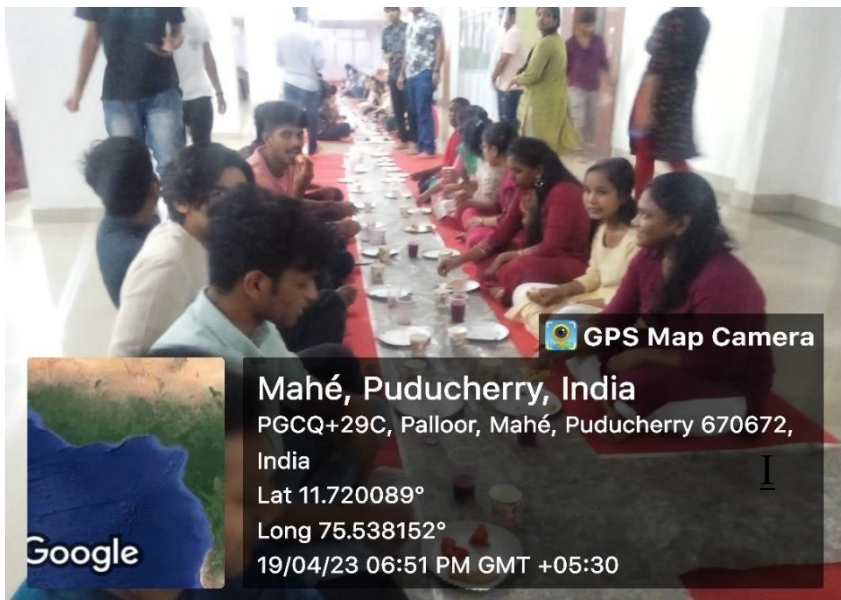 GPS Map Camera
Mahé, Puducherry, India
PGCQ+29C, Palloor, Mahé, Puducherry 670672,
India
Lat 11.720089°
Long 75.538152°
19/04/23 06:51 PM GMT +05:30
Google
I